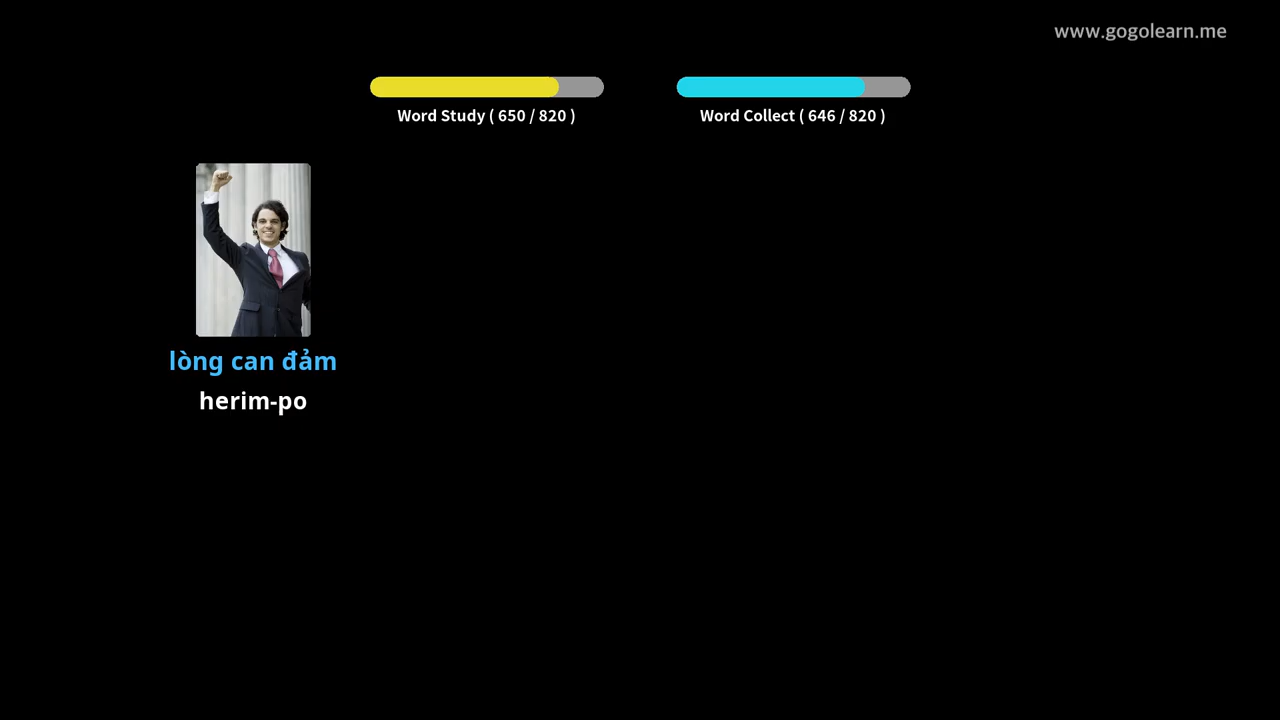 www.gogolearn.me
Word Study ( 650 / 820 )
Word Collect ( 646 / 820 )
lòng can đảm
herim-po